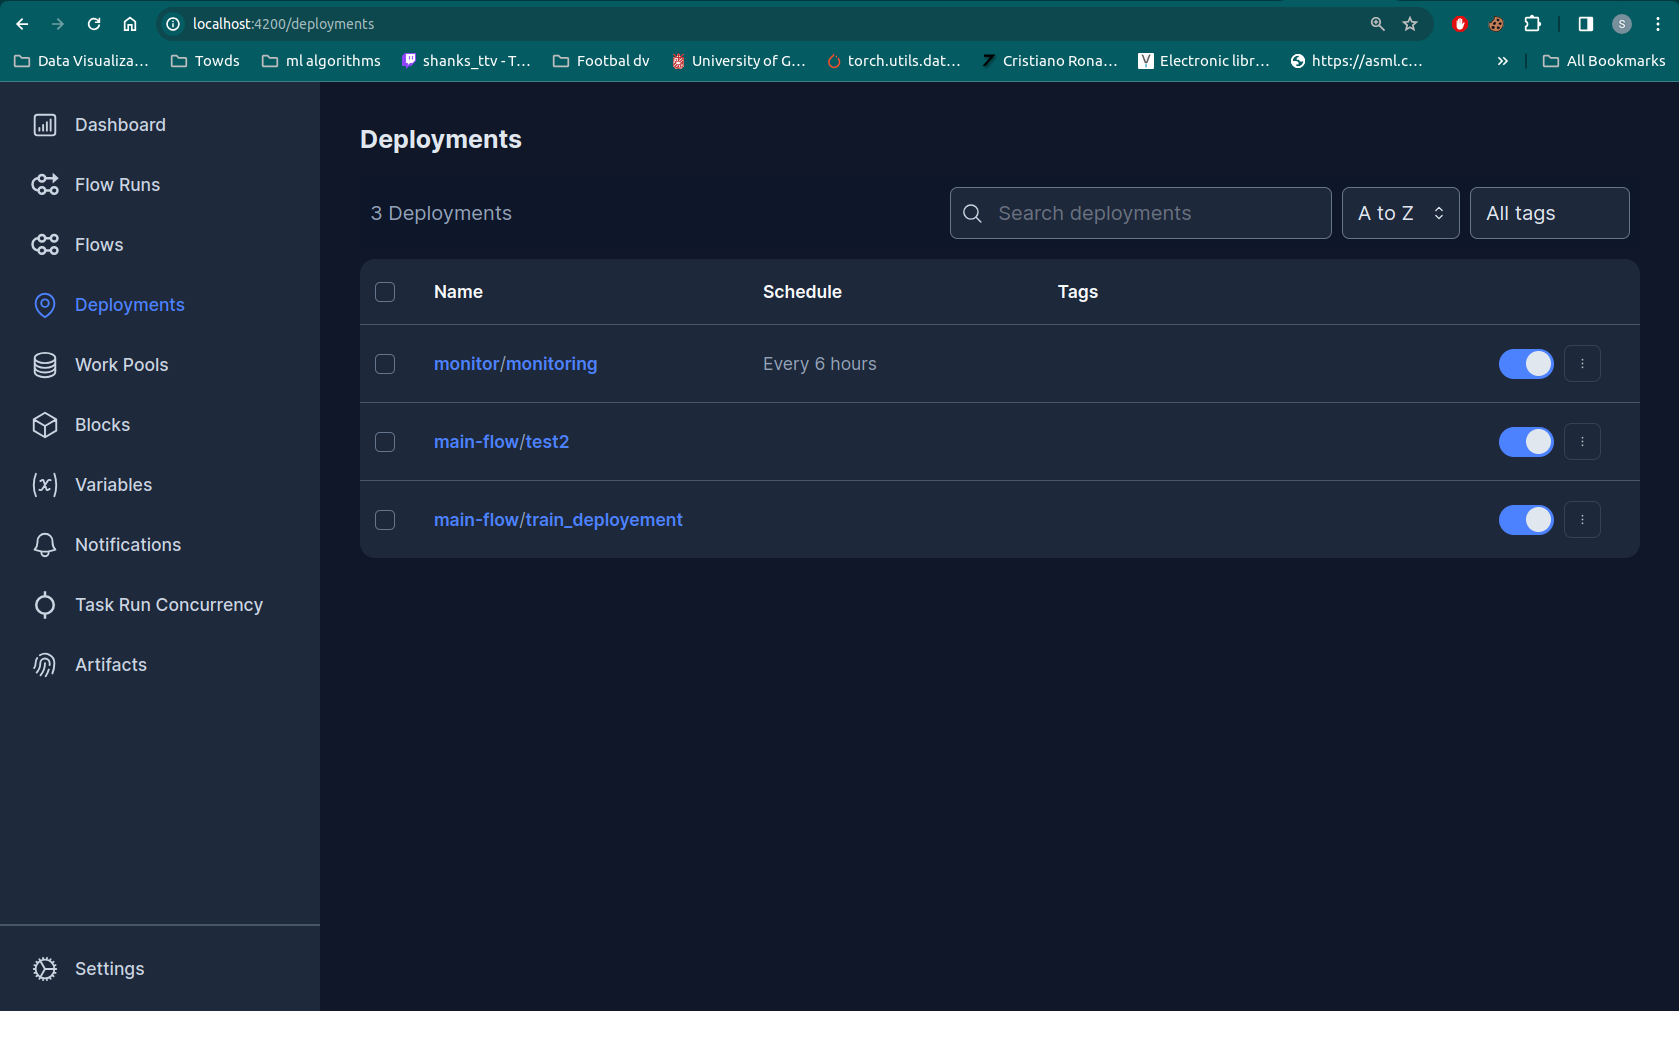 localhost:4200/deployments
Data Visualiza... Towds ml algorithms shanks_ttv - T... Footbal dv University of G... torch.utils.dat... Cristiano Rona... Electronic libr... https://asml.c... » All Bookmarks
S
Dashboard
Flow Runs
Flows
Deployments
Work Pools
Blocks
Variables
Notifications
Task Run Concurrency
Artifacts
Settings
Deployments
3 Deployments
Search deployments
A to Z
All tags
Name Schedule Tags
monitor/monitoring Every 6 hours
main-flow/test2
main-flow/train_deployement